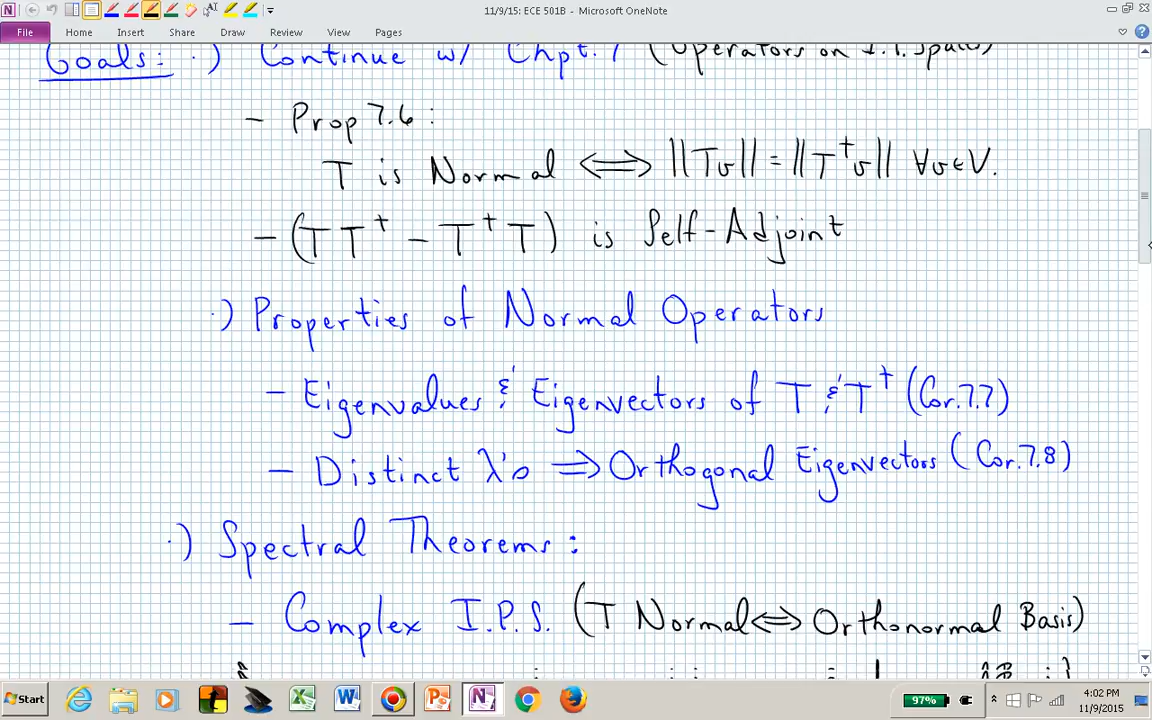 11/9/15: ECE 501B - Microsoft OneNote
File Home Insert Share Draw Review View Pages
Goals: ·) Continue w/ Chpt. 7 (Operators on I.P. Spaces)
- Prop 7.6:
T is Normal ⟺ ||Tv|| = ||T†v|| ∀v∈V.
- (TT† - T†T) is Self-Adjoint
·) Properties of Normal Operators
- Eigenvalues & Eigenvectors of T & T† (Cor. 7.7)
- Distinct λ's ⟹ Orthogonal Eigenvectors (Cor. 7.8)
·) Spectral Theorems:
- Complex I.P.S. (T Normal ⟺ Orthonormal Basis)
Start 97% 4:02 PM
11/9/2015